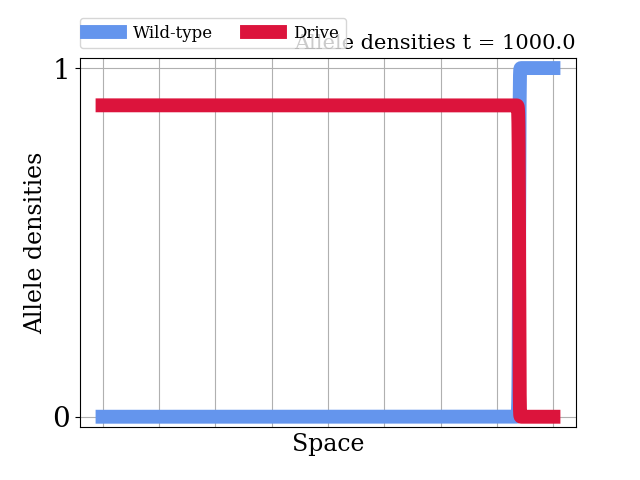 Wild-type Drive
Allele densities t = 1000.0
1
Allele densities
0
Space